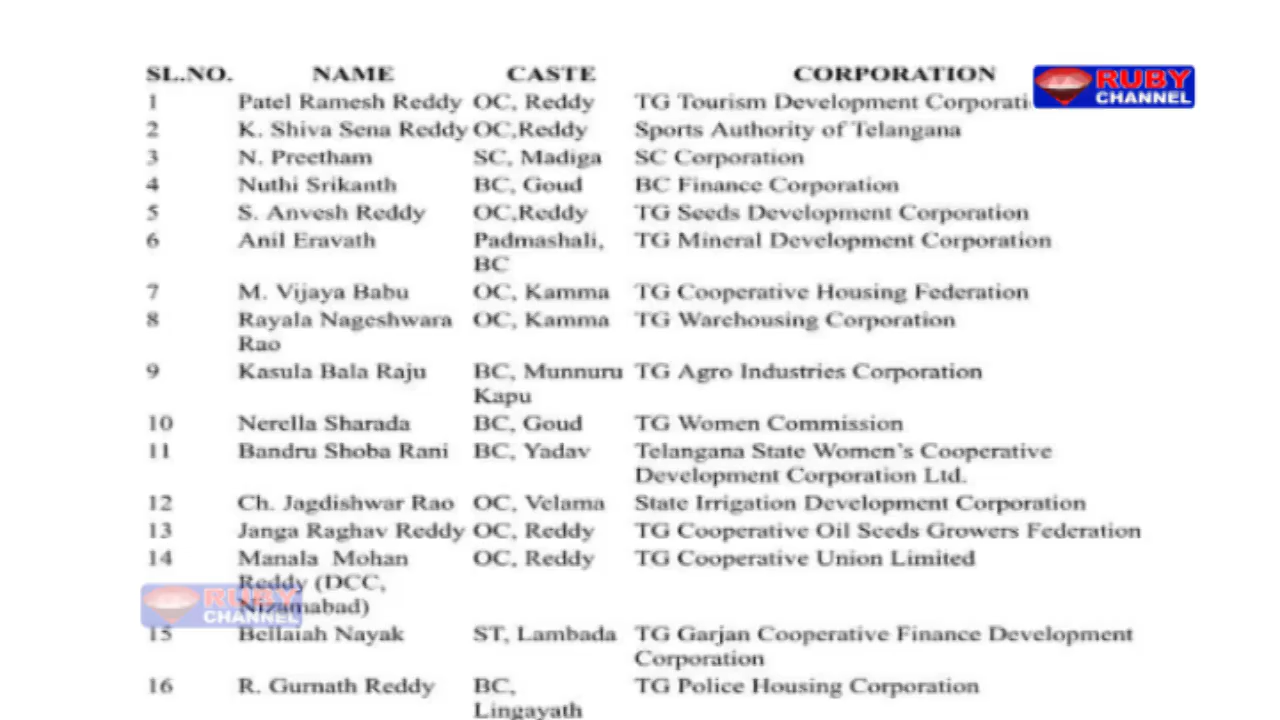 SL.NO. NAME CASTE CORPORATION
RUBY
CHANNEL
1 Patel Ramesh Reddy OC, Reddy TG Tourism Development Corporati
2 K. Shiva Sena Reddy OC,Reddy Sports Authority of Telangana
3 N. Preetham SC, Madiga SC Corporation
4 Nuthi Srikanth BC, Goud BC Finance Corporation
5 S. Anvesh Reddy OC,Reddy TG Seeds Development Corporation
6 Anil Eravath Padmashali, TG Mineral Development Corporation
BC
7 M. Vijaya Babu OC, Kamma TG Cooperative Housing Federation
8 Rayala Nageshwara OC, Kamma TG Warehousing Corporation
Rao
9 Kasula Bala Raju BC, Munnuru TG Agro Industries Corporation
Kapu
10 Nerella Sharada BC, Goud TG Women Commission
11 Bandru Shoba Rani BC, Yadav Telangana State Women's Cooperative
Development Corporation Ltd.
12 Ch. Jagdishwar Rao OC, Velama State Irrigation Development Corporation
13 Janga Raghav Reddy OC, Reddy TG Cooperative Oil Seeds Growers Federation
14 Manala Mohan OC, Reddy TG Cooperative Union Limited
Reddy (DCC,
Nizamabad)
RUBY
CHANNEL
15 Bellaiah Nayak ST, Lambada TG Garjan Cooperative Finance Development
Corporation
16 R. Gurnath Reddy BC, TG Police Housing Corporation
Lingayath